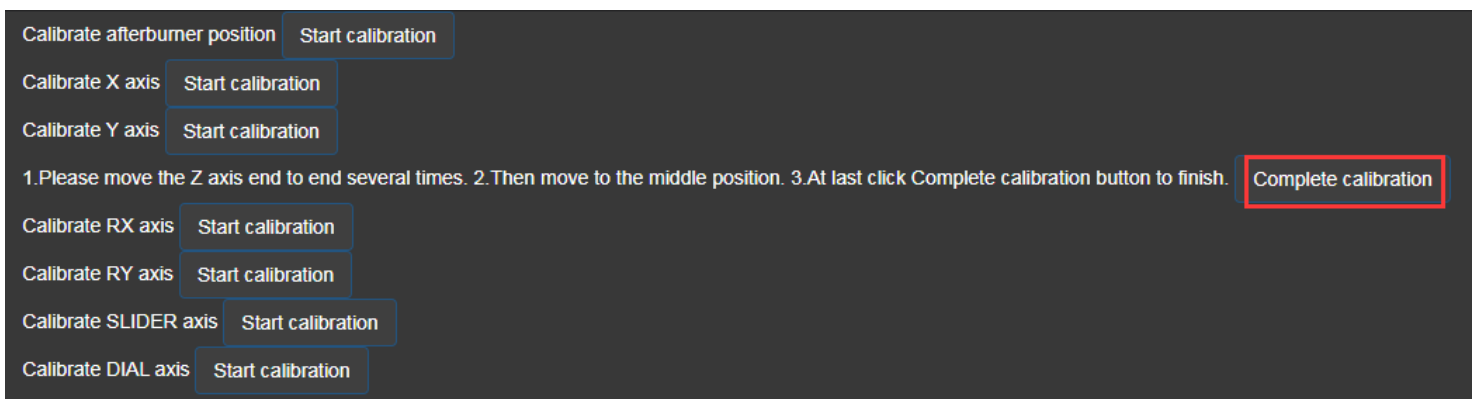 Calibrate afterburner position Start calibration
Calibrate X axis Start calibration
Calibrate Y axis Start calibration
1.Please move the Z axis end to end several times. 2.Then move to the middle position. 3.At last click Complete calibration button to finish. Complete calibration
Calibrate RX axis Start calibration
Calibrate RY axis Start calibration
Calibrate SLIDER axis Start calibration
Calibrate DIAL axis Start calibration